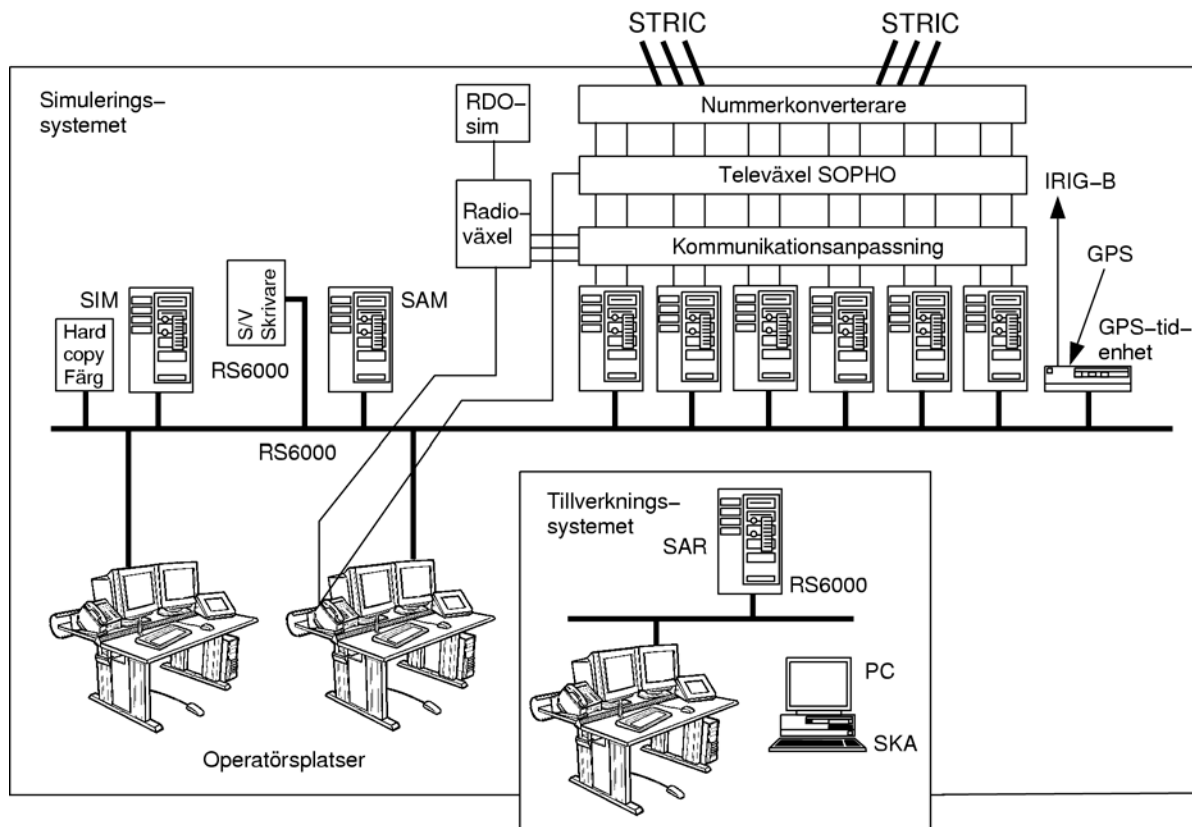 STRIC
STRIC
Simulerings–
systemet
RDO–
sim
Nummerkonverterare
Televäxel SOPHO
IRIG–B
Radio–
växel
Kommunikationsanpassning
GPS
SIM
S/V
Skrivare
SAM
GPS–tid–
enhet
Hard
copy
Färg
RS6000
RS6000
Tillverknings–
systemet
SAR
RS6000
PC
SKA
Operatörsplatser